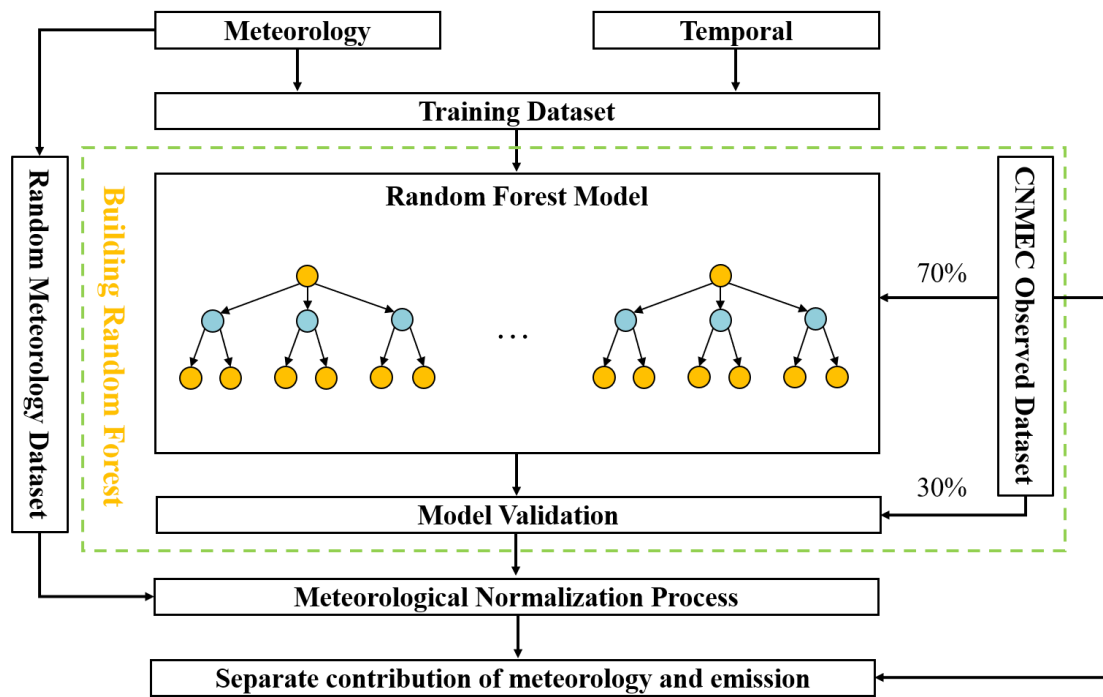 Meteorology
Temporal
Training Dataset
Random Meteorology Dataset
Building Random Forest
Random Forest Model
...
70%
CNMEC Observed Dataset
30%
Model Validation
Meteorological Normalization Process
Separate contribution of meteorology and emission